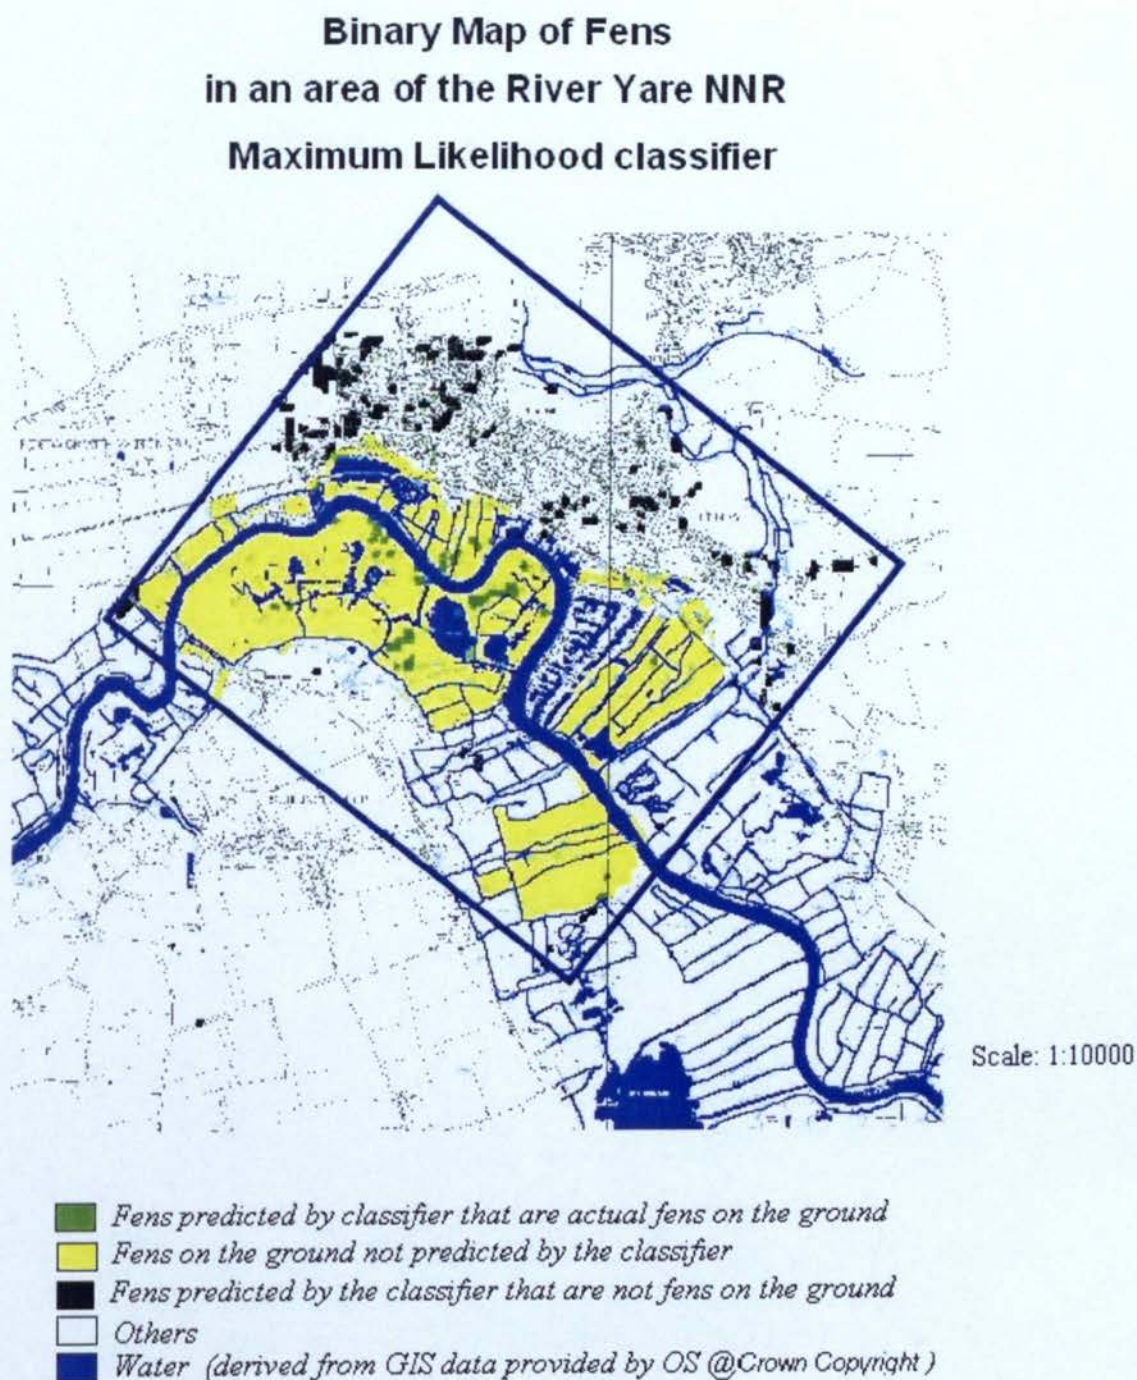 Binary Map of Fens
in an area of the River Yare NNR
Maximum Likelihood classifier
Scale: 1:10000
Fens predicted by classifier that are actual fens on the ground
Fens on the ground not predicted by the classifier
Fens predicted by the classifier that are not fens on the ground
Others
Water (derived from GIS data provided by OS @Crown Copyright )